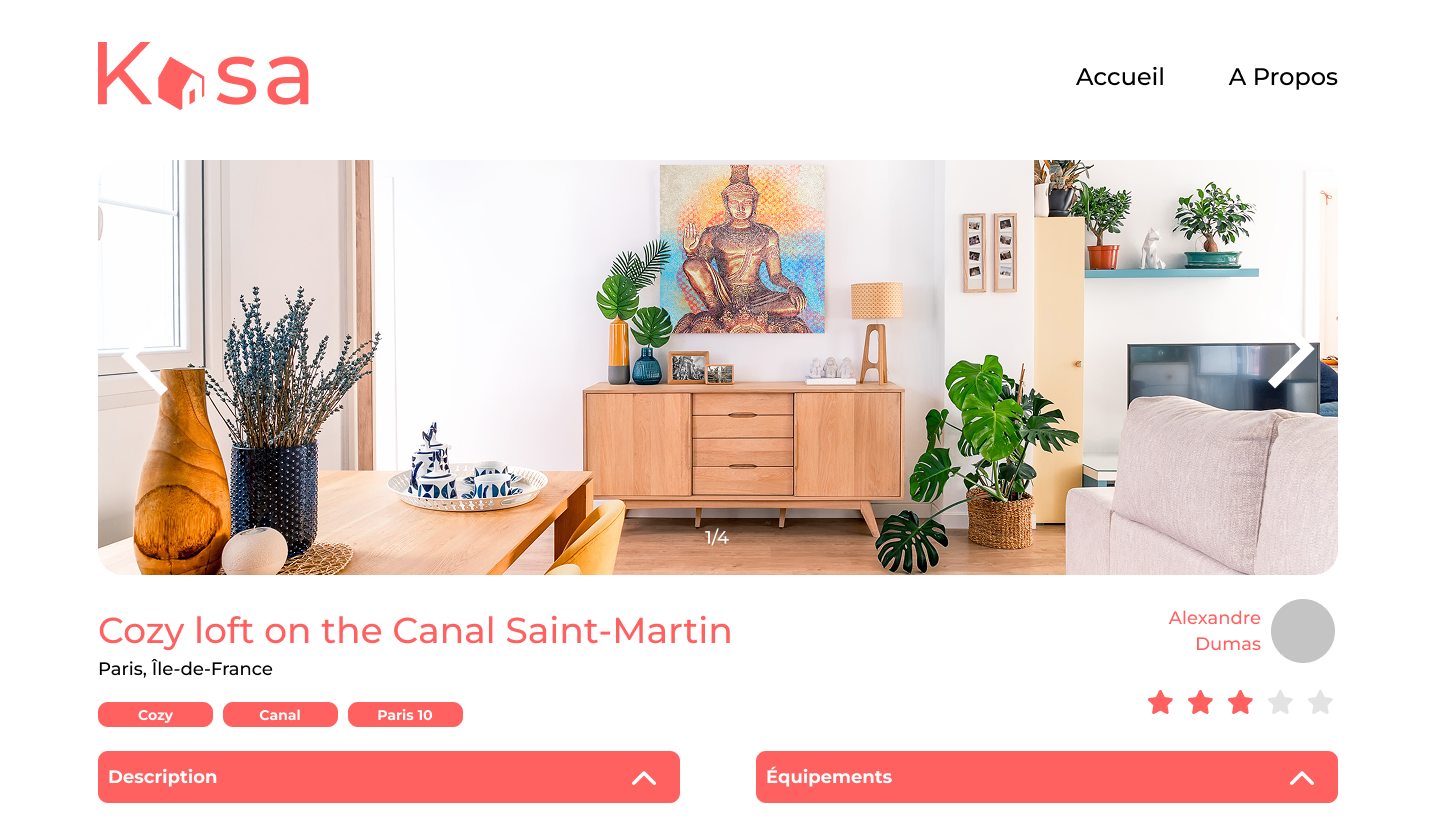 Kasa
Accueil
A Propos
1/4
Cozy loft on the Canal Saint-Martin
Paris, Île-de-France
Alexandre
Dumas
Cozy
Canal
Paris 10
Description
Équipements